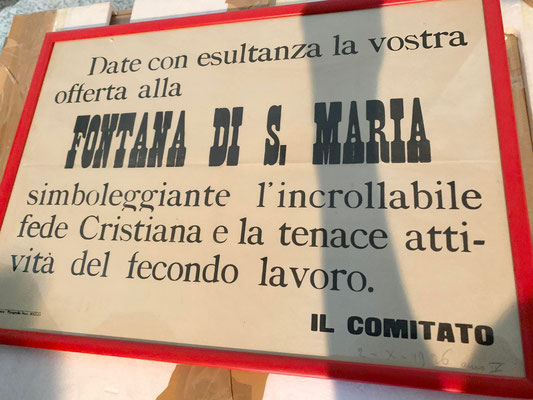 Date con esultanza la vostra
offerta alla
FONTANA DI S. MARIA
simboleggiante l'incrollabile
fede Cristiana e la tenace atti-
vità del fecondo lavoro.
IL COMITATO